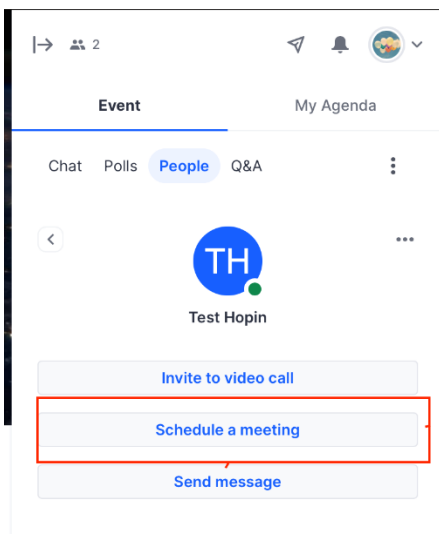 2
Event
My Agenda
Chat Polls People Q&A
TH
Test Hopin
Invite to video call
Schedule a meeting
Send message